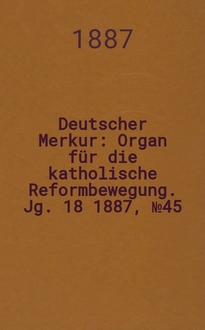 1887
Deutscher
Merkur: Organ
für die
katholische
Reformbewegung.
Jg. 18 1887, №45